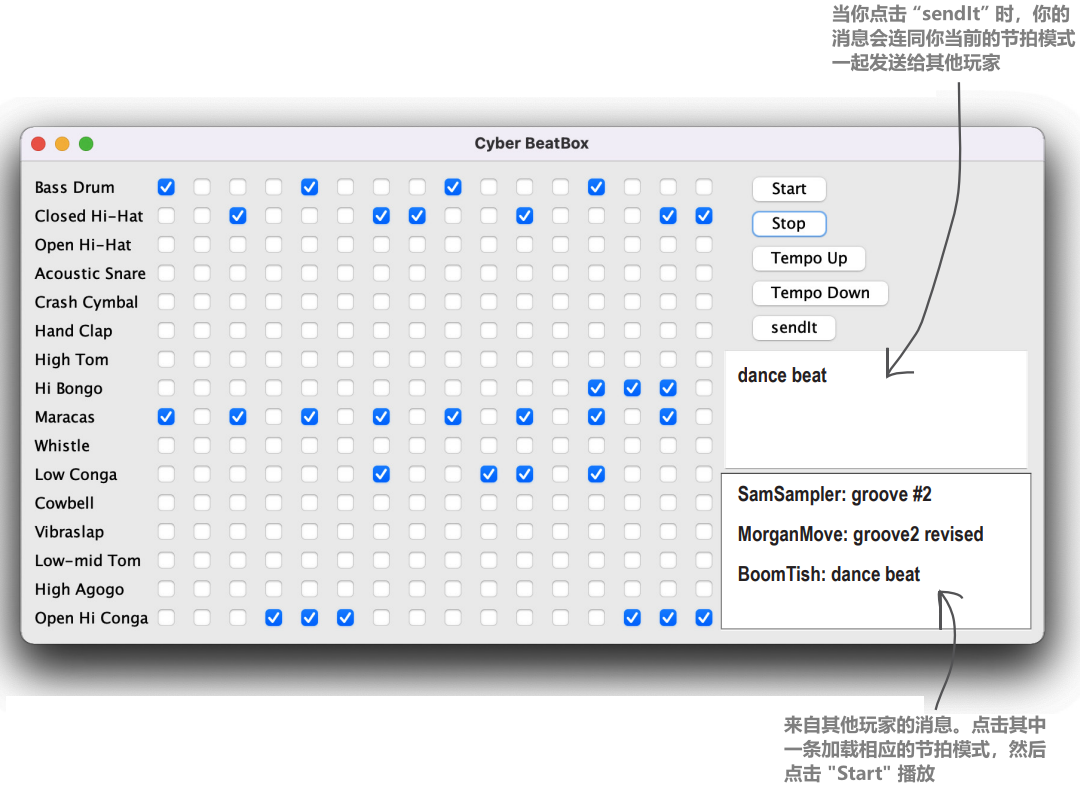 当你点击 “sendIt” 时，你的
消息会连同你当前的节拍模式
一起发送给其他玩家
Cyber BeatBox
Bass Drum
Closed Hi-Hat
Open Hi-Hat
Acoustic Snare
Crash Cymbal
Hand Clap
High Tom
Hi Bongo
Maracas
Whistle
Low Conga
Cowbell
Vibraslap
Low-mid Tom
High Agogo
Open Hi Conga
Start
Stop
Tempo Up
Tempo Down
sendIt
dance beat
SamSampler: groove #2
MorganMove: groove2 revised
BoomTish: dance beat
来自其他玩家的消息。点击其中
一条加载相应的节拍模式，然后
点击 "Start" 播放